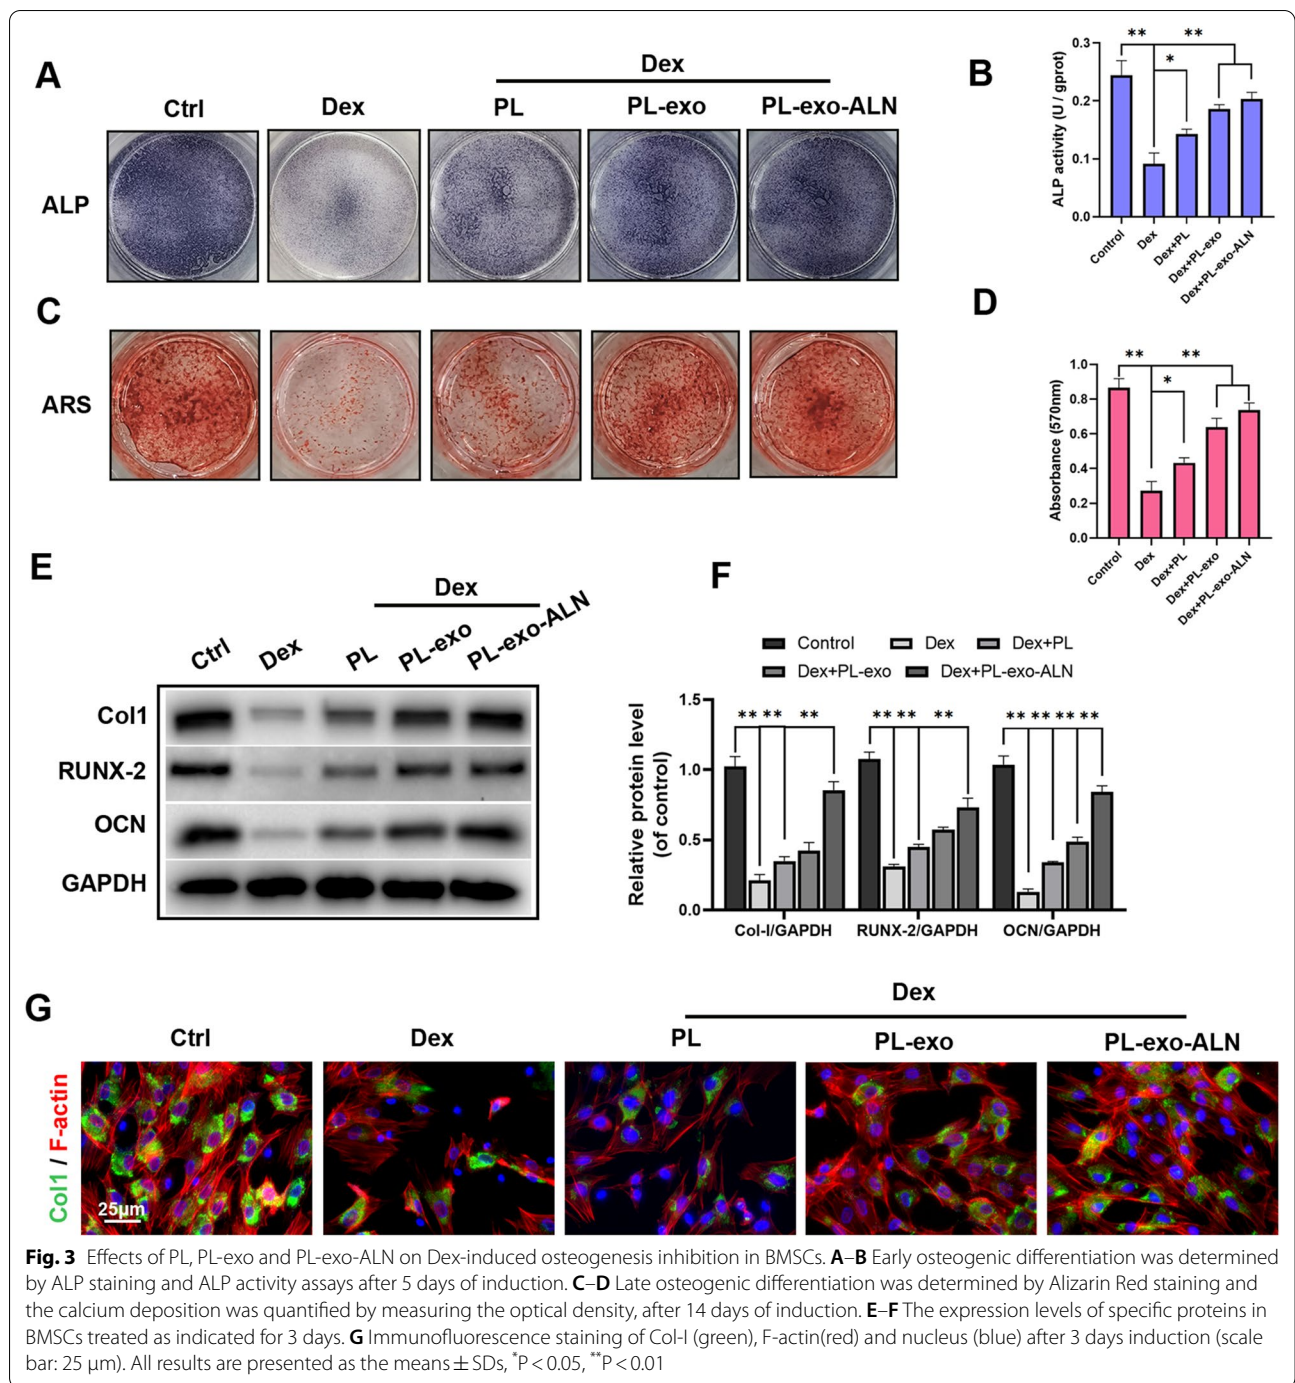 A
Dex
Ctrl
Dex
PL
PL-exo
PL-exo-ALN
ALP
B
ALP activity (U / gprot)
0.3
0.2
0.1
0.0
**
**
*
Control
Dex
Dex+PL
Dex+PL-exo
Dex+PL-exo-ALN
C
ARS
D
Absorbance (570nm)
1.0
0.8
0.6
0.4
0.2
0.0
**
**
*
Control
Dex
Dex+PL
Dex+PL-exo
Dex+PL-exo-ALN
E
Dex
Ctrl
Dex
PL
PL-exo
PL-exo-ALN
Col1
RUNX-2
OCN
GAPDH
F
Control
Dex
Dex+PL
Dex+PL-exo
Dex+PL-exo-ALN
Relative protein level
(of control)
1.5
1.0
0.5
0.0
** ** **
** ** **
** ** ** **
Col-I/GAPDH
RUNX-2/GAPDH
OCN/GAPDH
G
Dex
Ctrl
Dex
PL
PL-exo
PL-exo-ALN
Col1 / F-actin
25μm
Fig. 3 Effects of PL, PL-exo and PL-exo-ALN on Dex-induced osteogenesis inhibition in BMSCs. A–B Early osteogenic differentiation was determined
by ALP staining and ALP activity assays after 5 days of induction. C–D Late osteogenic differentiation was determined by Alizarin Red staining and
the calcium deposition was quantified by measuring the optical density, after 14 days of induction. E–F The expression levels of specific proteins in
BMSCs treated as indicated for 3 days. G Immunofluorescence staining of Col-I (green), F-actin(red) and nucleus (blue) after 3 days induction (scale
bar: 25 μm). All results are presented as the means ± SDs, *P < 0.05, **P < 0.01